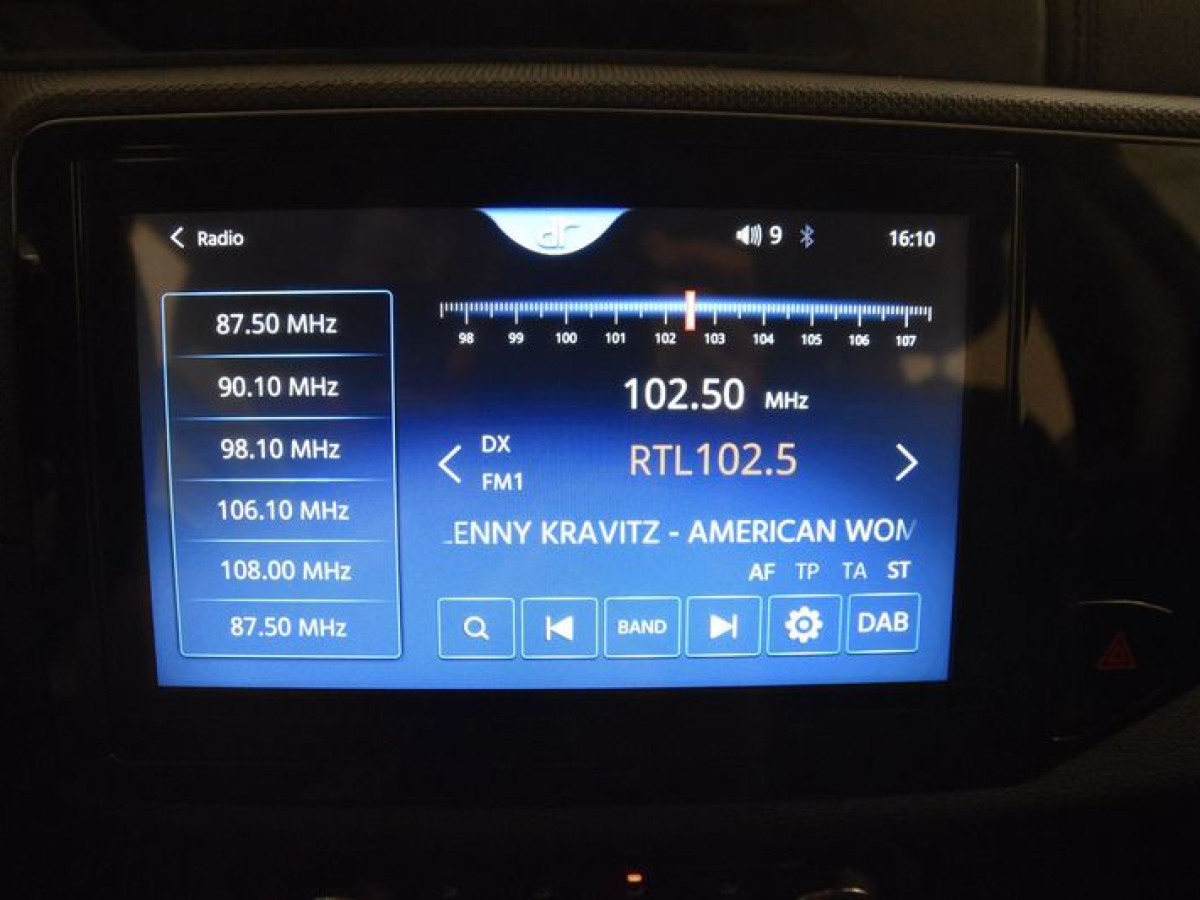 Radio
dr
9
16:10
87.50 MHz
90.10 MHz
98.10 MHz
106.10 MHz
108.00 MHz
87.50 MHz
98 99 100 101 102 103 104 105 106 107
102.50 MHz
DX
FM1
RTL102.5
ENNY KRAVITZ - AMERICAN WOM
AF TP TA ST
BAND
DAB